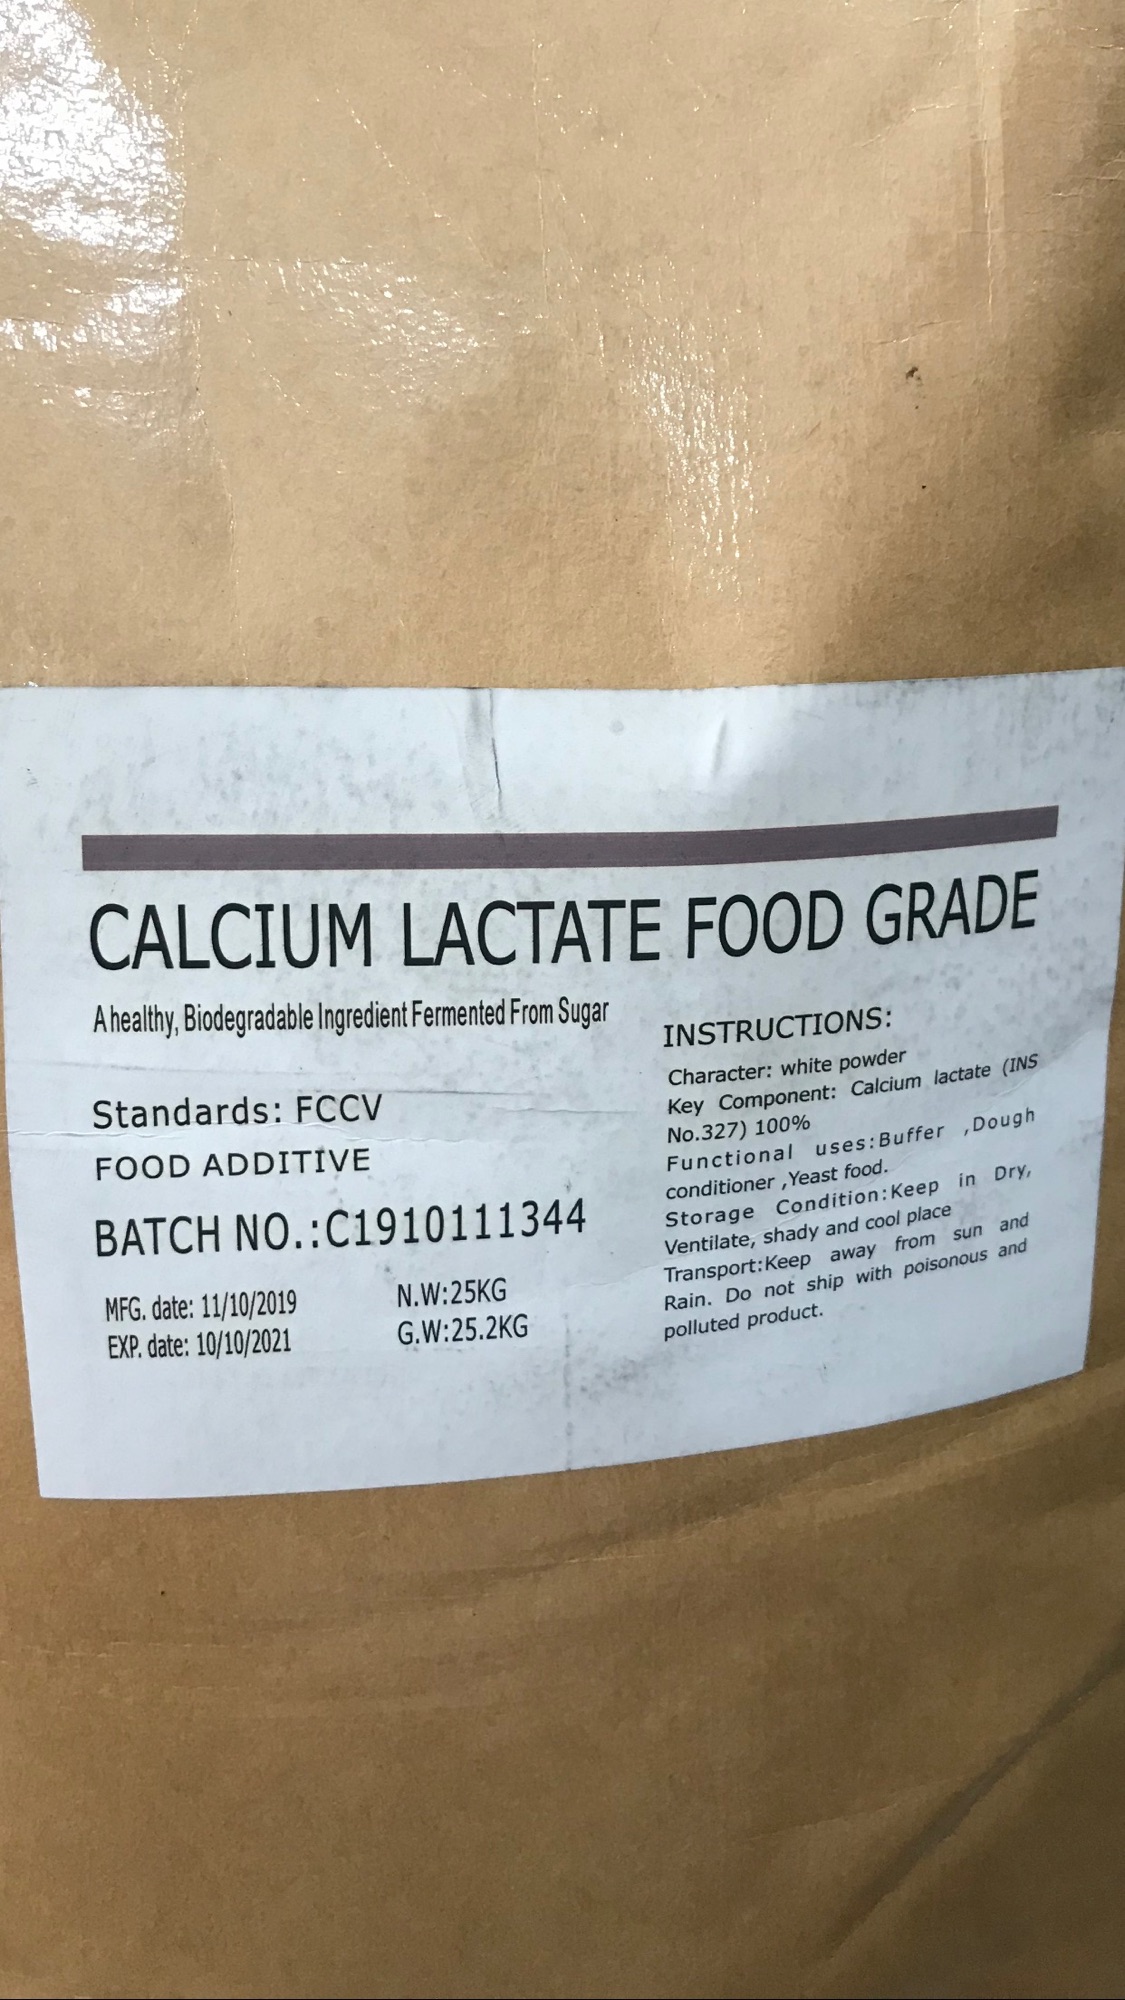 CALCIUM LACTATE FOOD GRADE
A healthy, Biodegradable Ingredient Fermented From Sugar
Standards: FCCV
FOOD ADDITIVE
BATCH NO.:C1910111344
MFG. date: 11/10/2019
EXP. date: 10/10/2021
N.W:25KG
G.W:25.2KG
INSTRUCTIONS:
Character: white powder
Key Component: Calcium lactate (INS
No.327) 100%
Functional uses:Buffer ,Dough
conditioner ,Yeast food.
Storage Condition:Keep in Dry,
Ventilate, shady and cool place
Transport:Keep away from sun and
Rain. Do not ship with poisonous and
polluted product.